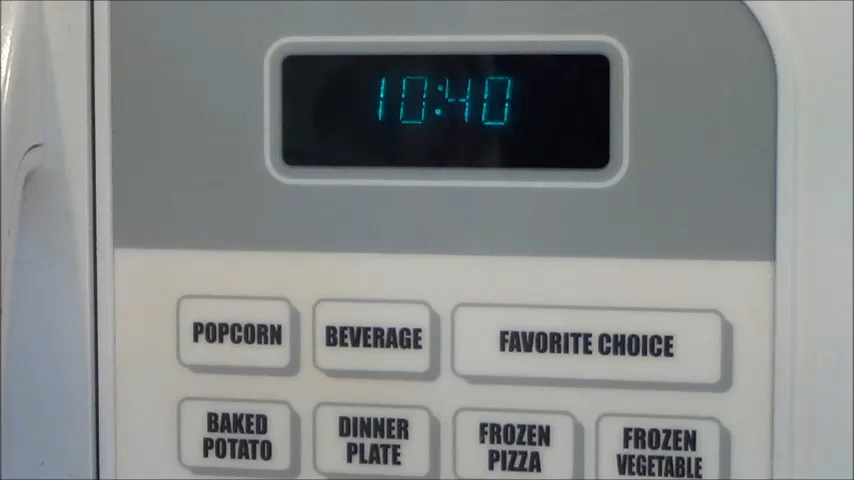 10:40
POPCORN
BEVERAGE
FAVORITE CHOICE
BAKED
POTATO
DINNER
PLATE
FROZEN
PIZZA
FROZEN
VEGETABLE